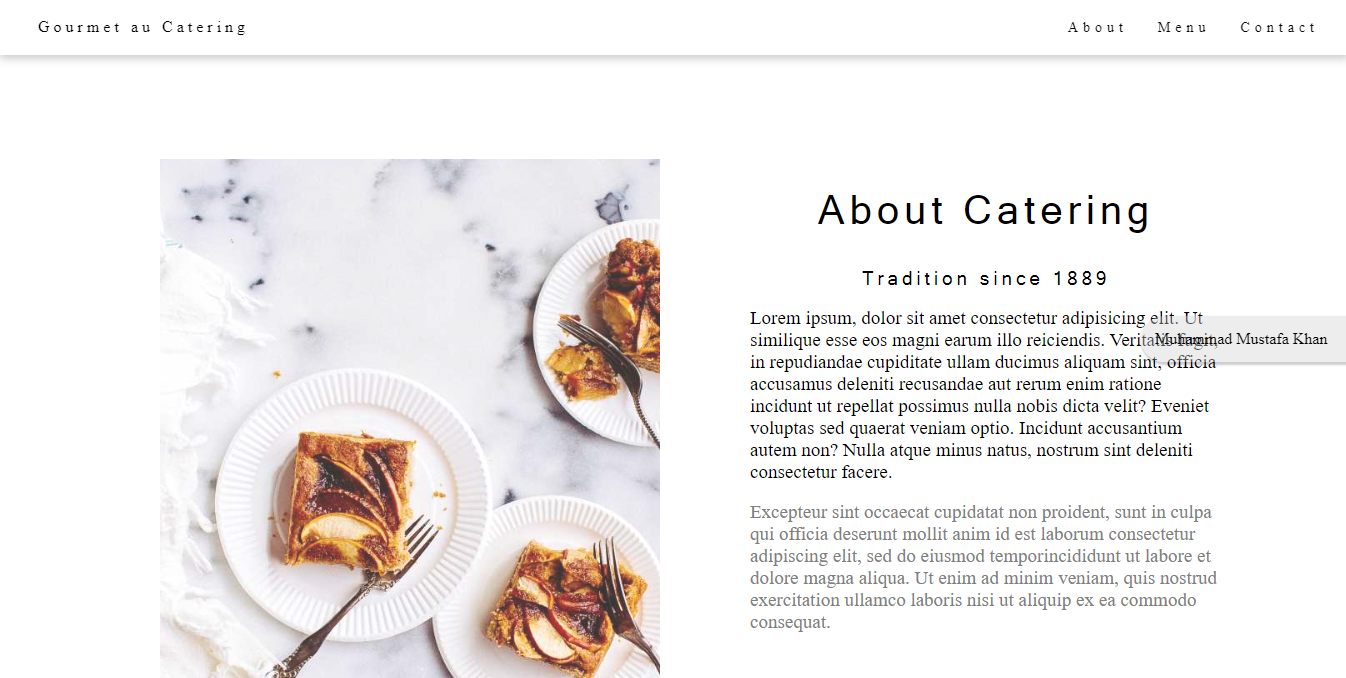 Gourmet au Catering
About Menu Contact
About Catering
Tradition since 1889
Lorem ipsum, dolor sit amet consectetur adipisicing elit. Ut
similique esse eos magni earum illo reiciendis. Veritatis fugit,
in repudiandae cupiditate ullam ducimus aliquam sint, officia
accusamus deleniti recusandae aut rerum enim ratione
incidunt ut repellat possimus nulla nobis dicta velit? Eveniet
voluptas sed quaerat veniam optio. Incidunt accusantium
autem non? Nulla atque minus natus, nostrum sint deleniti
consectetur facere.
Muhammad Mustafa Khan
Excepteur sint occaecat cupidatat non proident, sunt in culpa
qui officia deserunt mollit anim id est laborum consectetur
adipiscing elit, sed do eiusmod temporincididunt ut labore et
dolore magna aliqua. Ut enim ad minim veniam, quis nostrud
exercitation ullamco laboris nisi ut aliquip ex ea commodo
consequat.